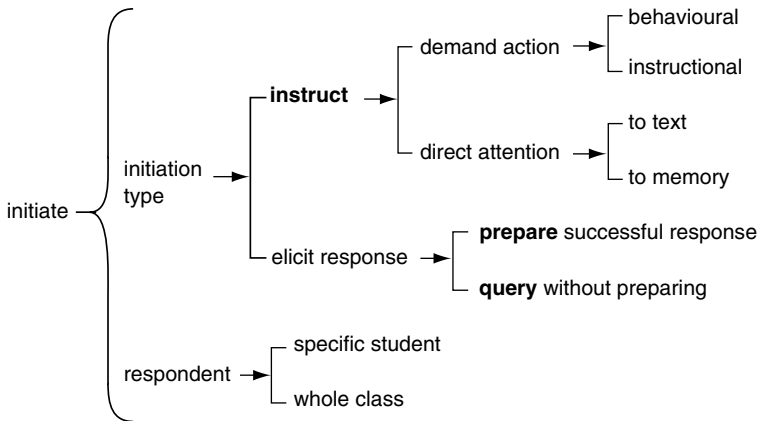 behavioural
demand action
instructional
instruct
to text
direct attention
to memory
initiation
type
initiate
elicit response
prepare successful response
query without preparing
specific student
respondent
whole class